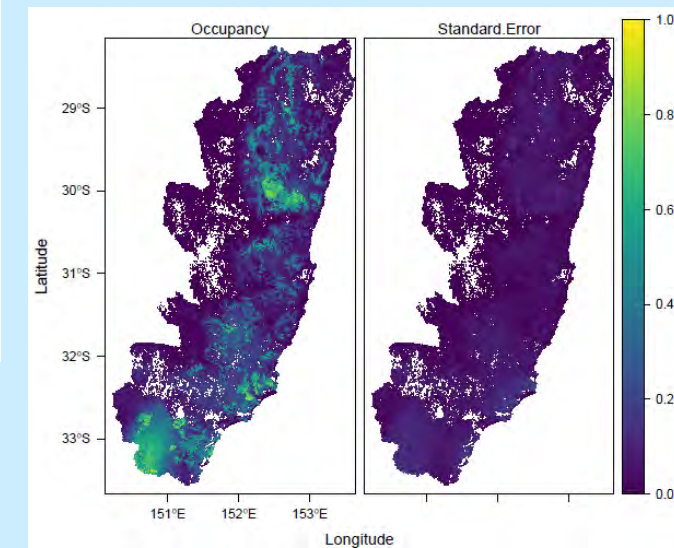 Occupancy
Standard.Error
1.0
0.8
0.6
0.4
0.2
0.0
29°S
30°S
31°S
32°S
33°S
Latitude
151°E
152°E
153°E
Longitude